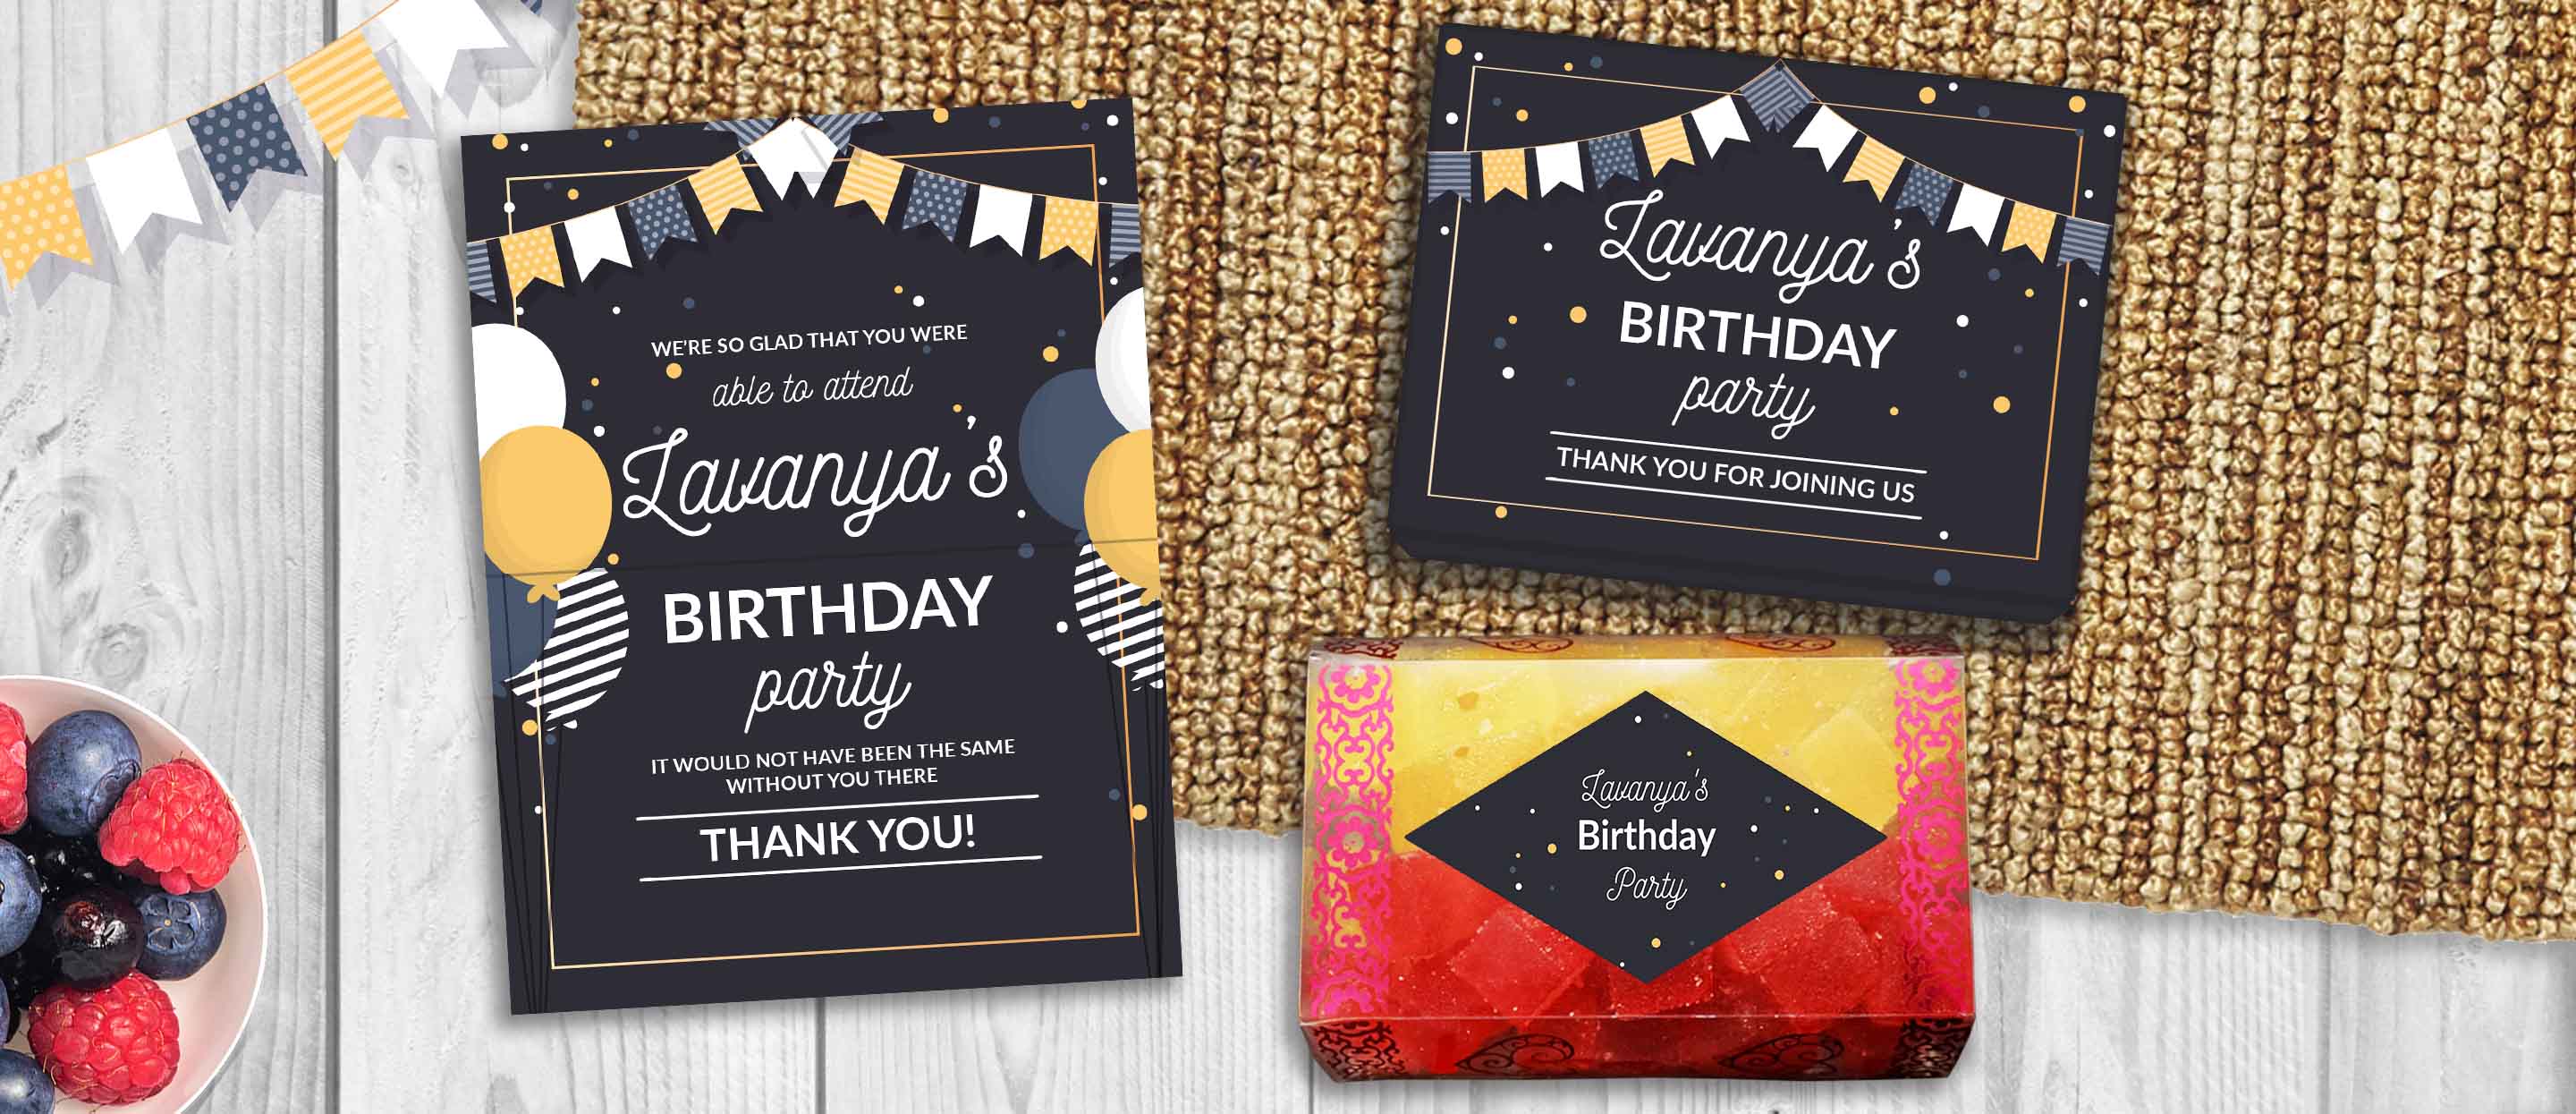 WE'RE SO GLAD THAT YOU WERE
able to attend
Lavanya's
BIRTHDAY
party
IT WOULD NOT HAVE BEEN THE SAME
WITHOUT YOU THERE
THANK YOU!
Lavanya's
BIRTHDAY
party
THANK YOU FOR JOINING US
Lavanya's
Birthday
Party